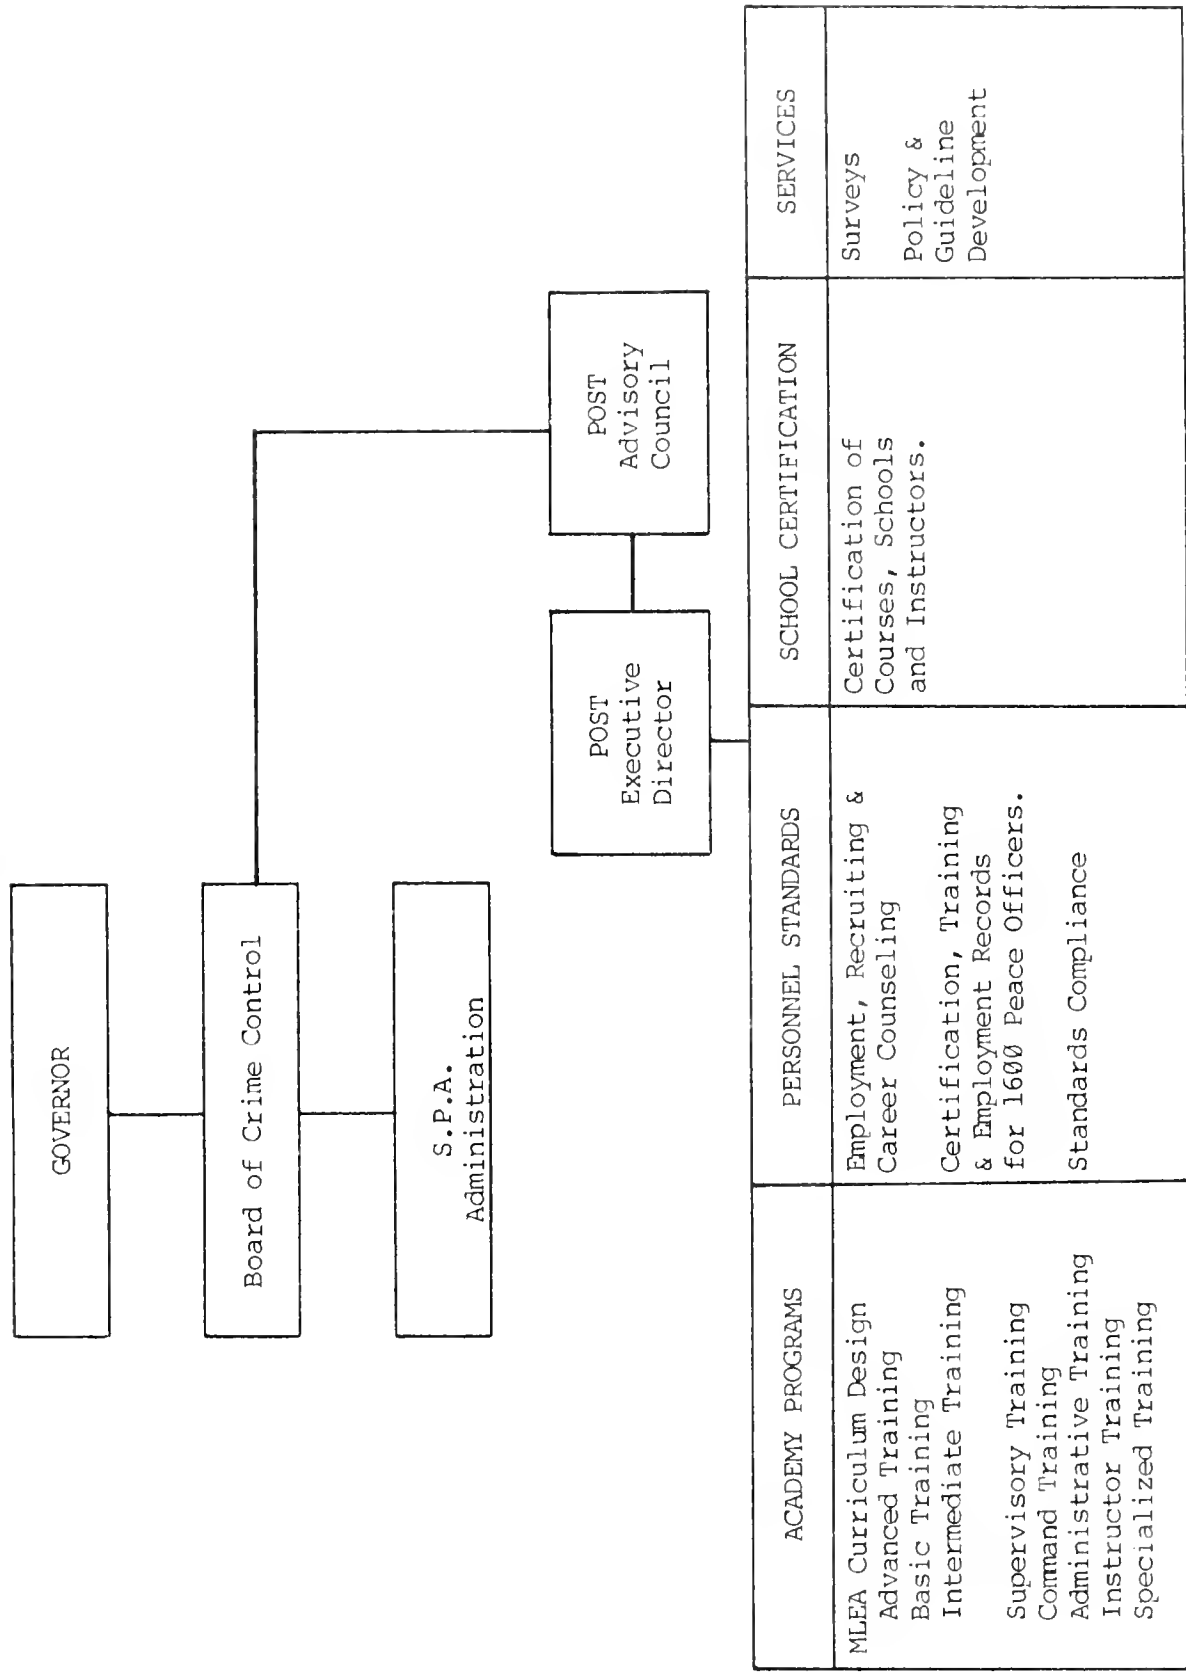 GOVERNOR
Board of Crime Control
S.P.A.
Administration
POST
Executive
Director
POST
Advisory
Council
ACADEMY PROGRAMS
MLEA Curriculum Design
Advanced Training
Basic Training
Intermediate Training
Supervisory Training
Command Training
Administrative Training
Instructor Training
Specialized Training
PERSONNEL STANDARDS
Employment, Recruiting &
Career Counseling
Certification, Training
& Employment Records
for 1600 Peace Officers.
Standards Compliance
SCHOOL CERTIFICATION
Certification of
Courses, Schools
and Instructors.
SERVICES
Surveys
Policy &
Guideline
Development